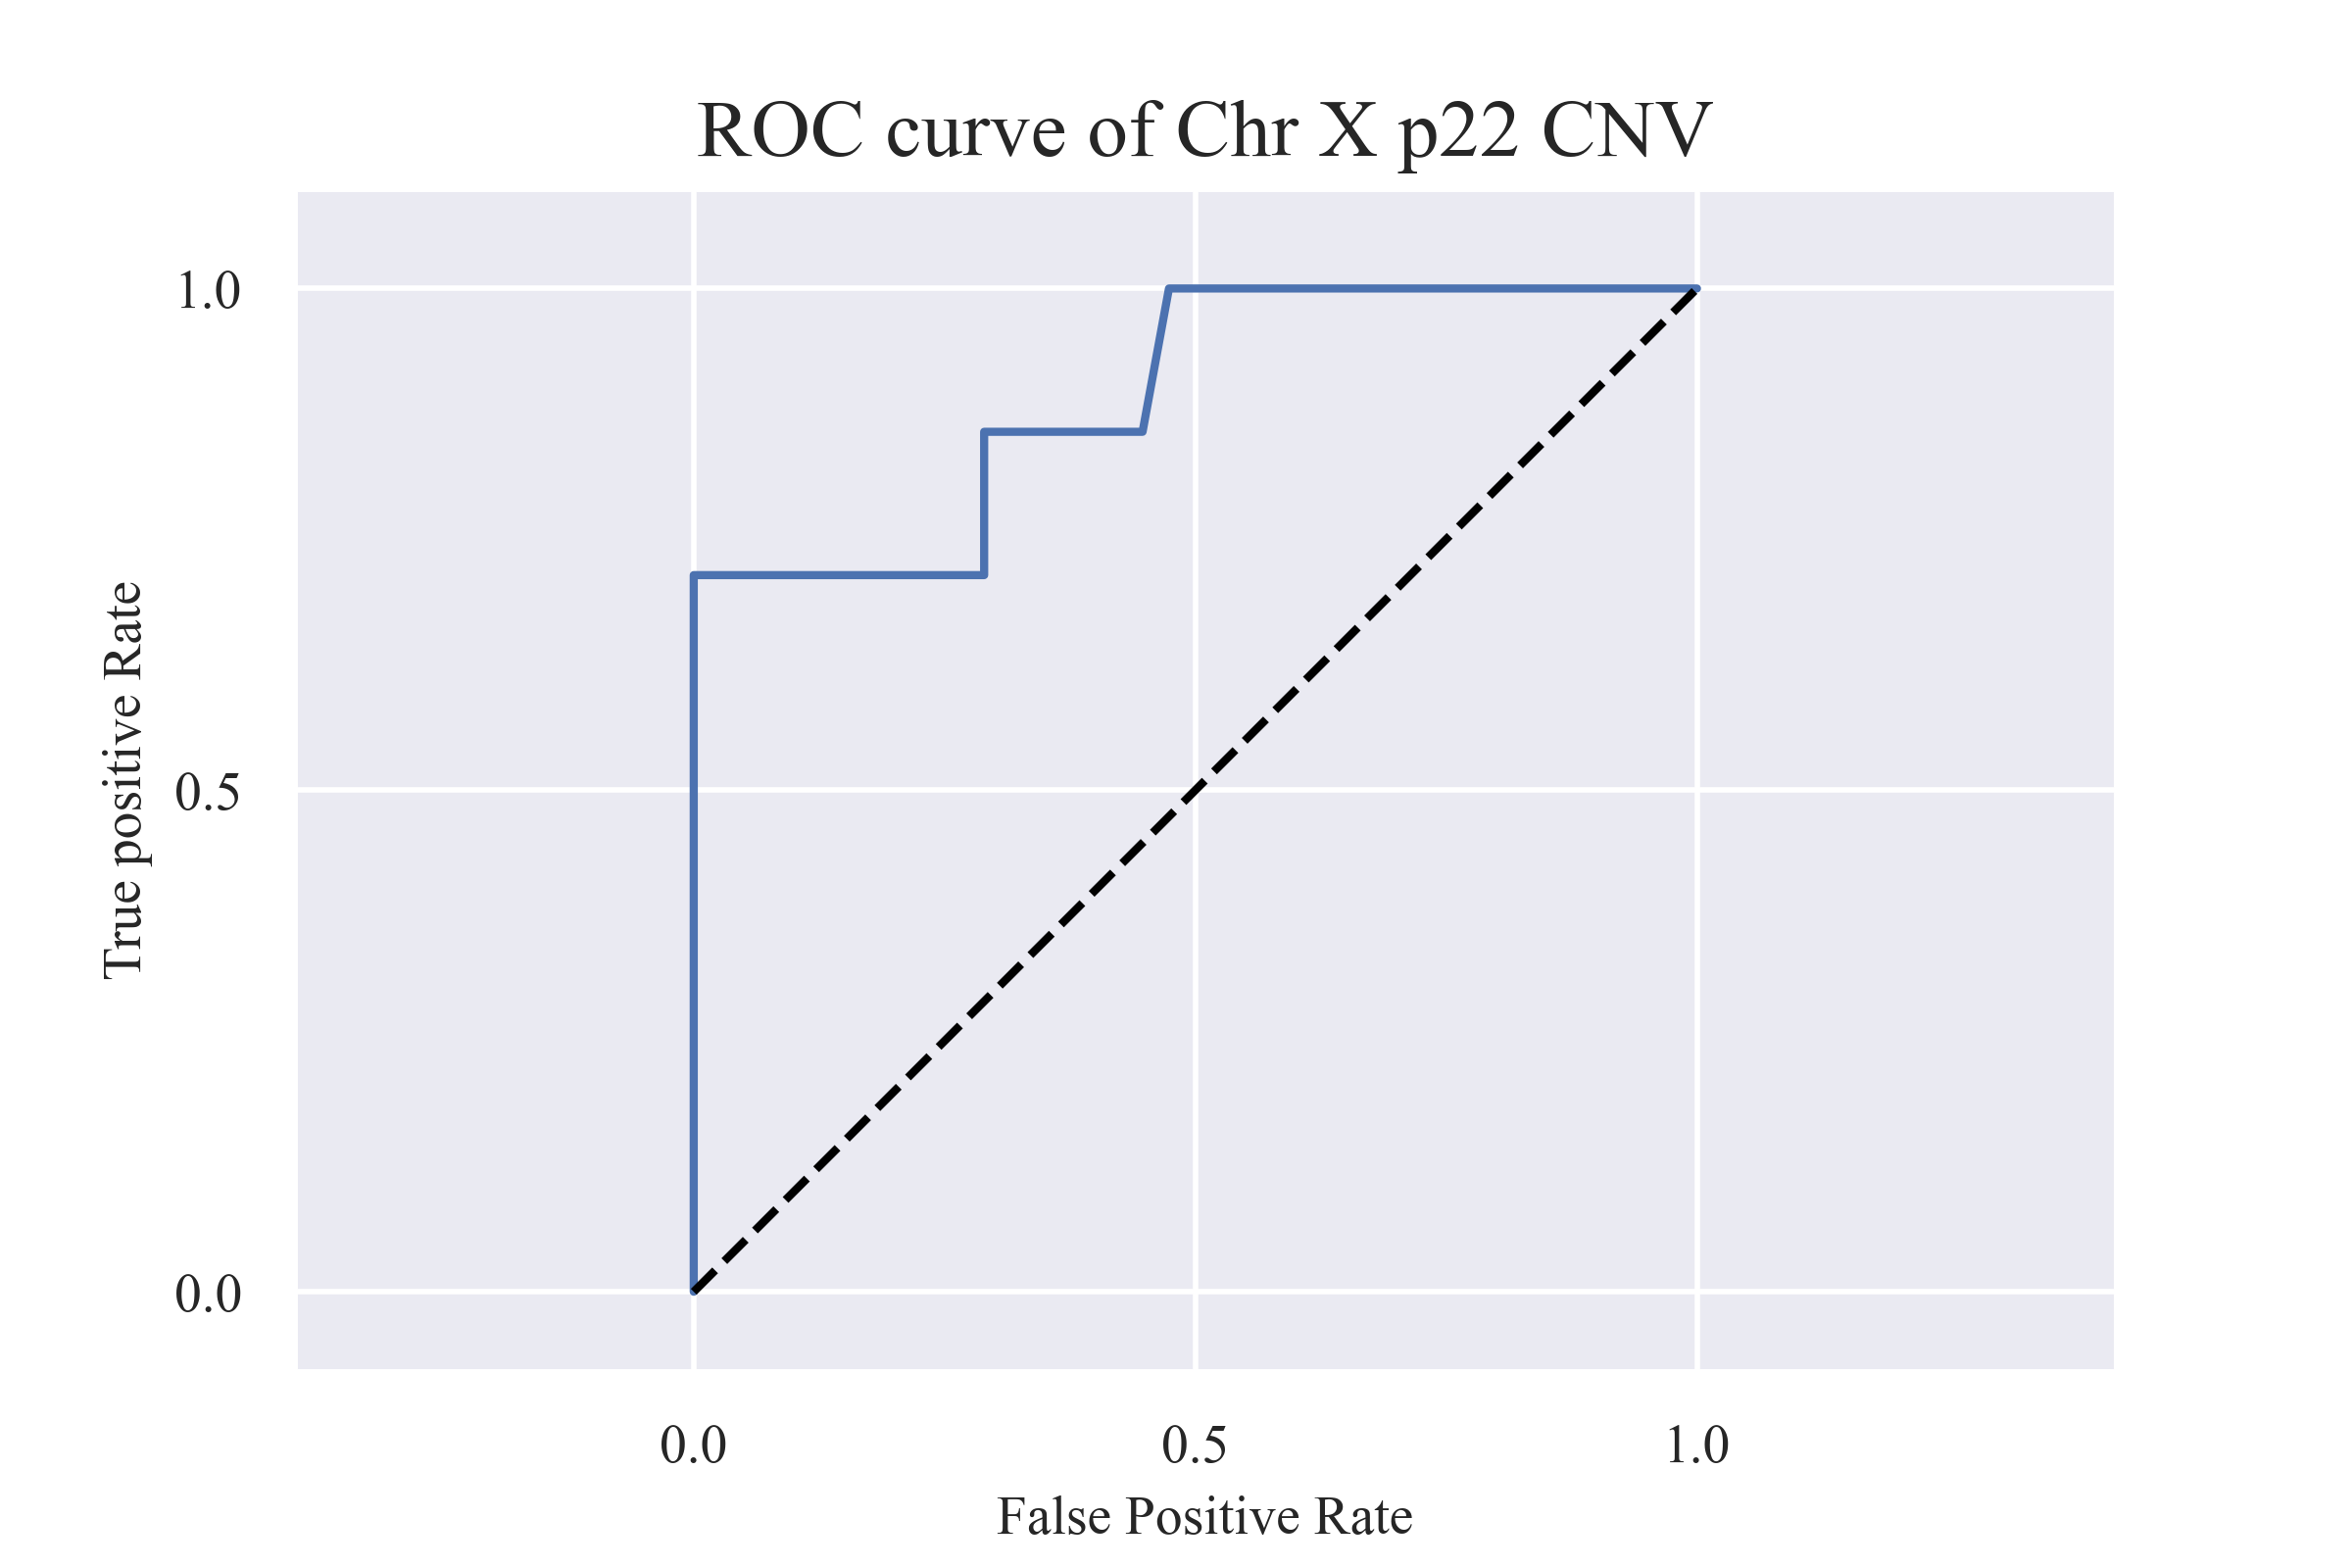 ROC curve of Chr X p22 CNV
True positive Rate
1.0
0.5
0.0
0.0 0.5 1.0
False Positive Rate